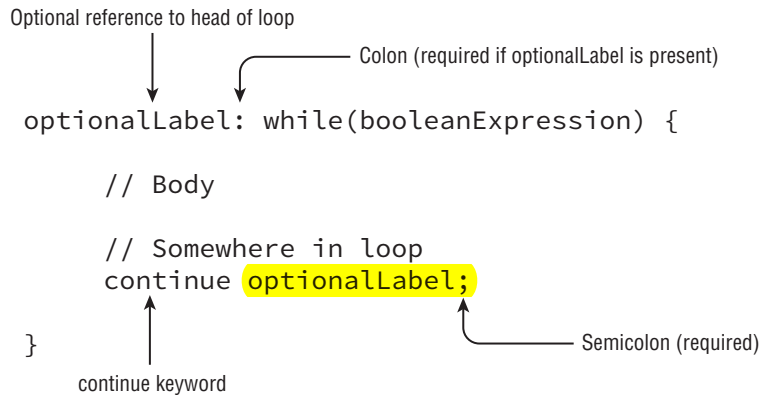 Optional reference to head of loop
Colon (required if optionalLabel is present)
optionalLabel: while(booleanExpression) {
// Body
// Somewhere in loop
continue optionalLabel;
}
Semicolon (required)
continue keyword